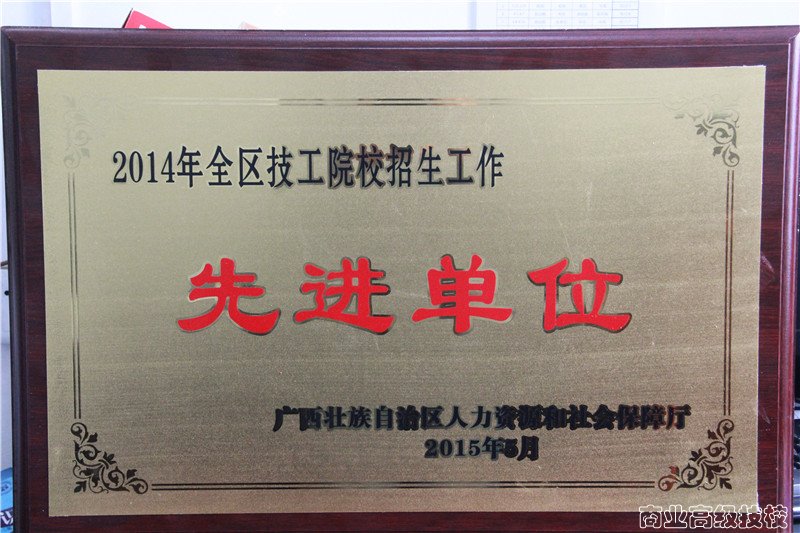 2014年全区技工院校招生工作
先进单位
广西壮族自治区人力资源和社会保障厅
2015年5月
商业高级技校